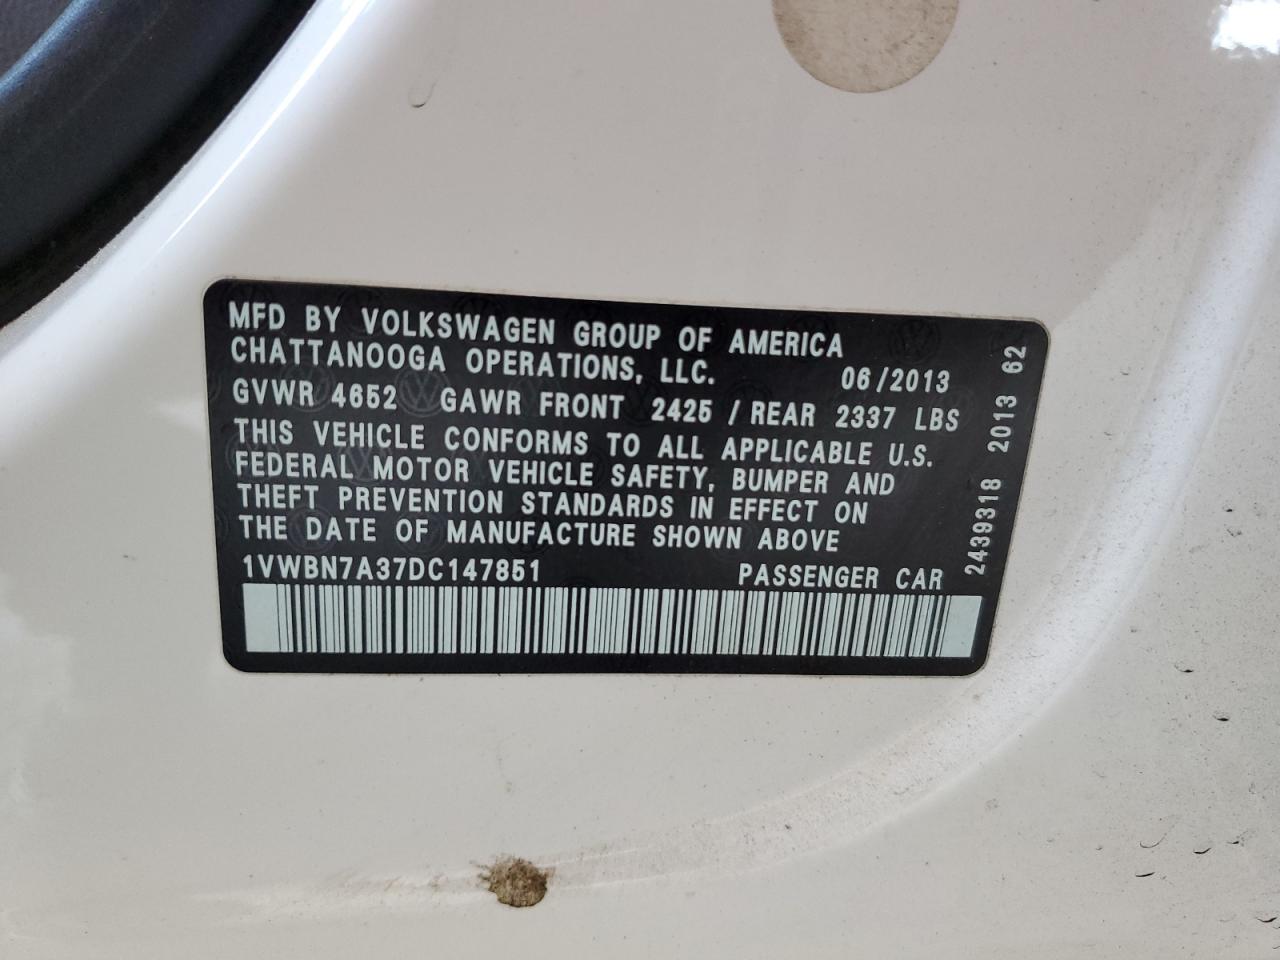 MFD BY VOLKSWAGEN GROUP OF AMERICA
CHATTANOOGA OPERATIONS, LLC. 06/2013
GVWR 4652 GAWR FRONT 2425 / REAR 2337 LBS
THIS VEHICLE CONFORMS TO ALL APPLICABLE U.S.
FEDERAL MOTOR VEHICLE SAFETY, BUMPER AND
THEFT PREVENTION STANDARDS IN EFFECT ON
THE DATE OF MANUFACTURE SHOWN ABOVE
1VWBN7A37DC147851 PASSENGER CAR
2439318 2013 62